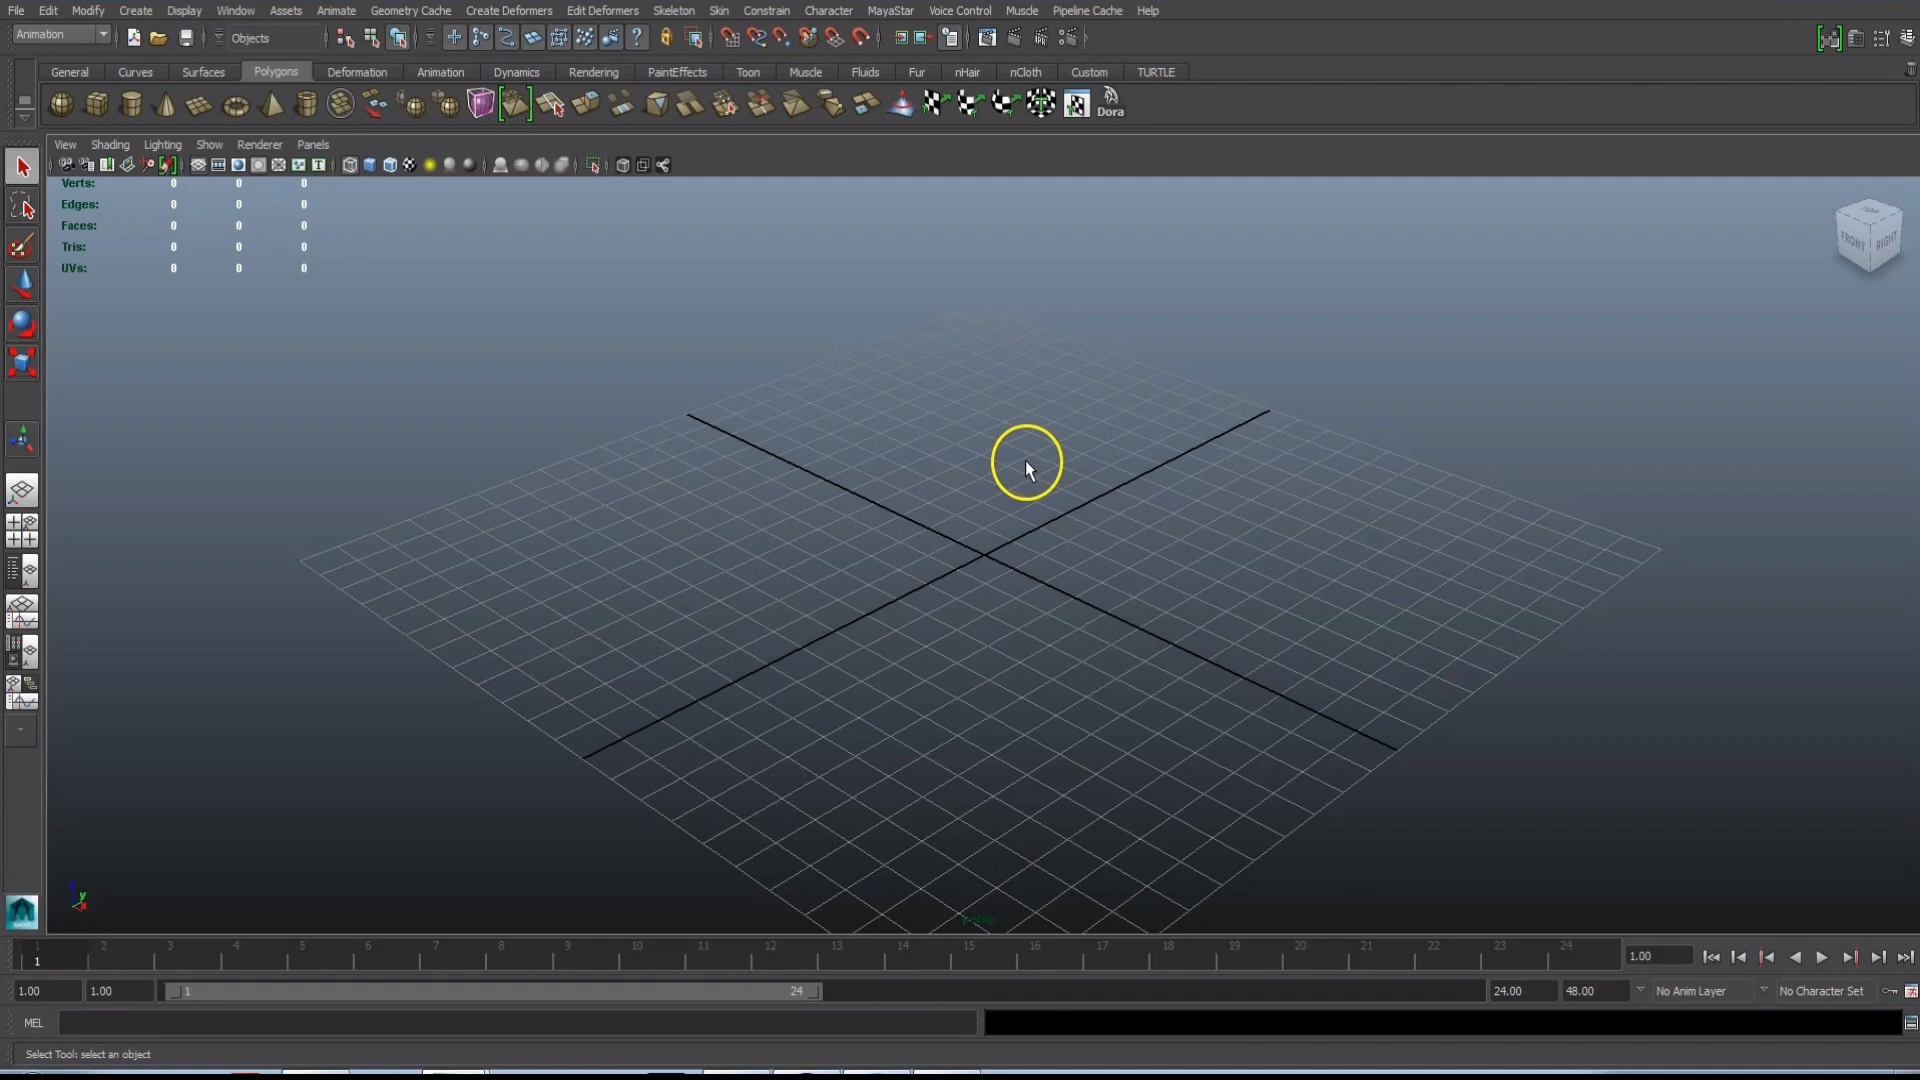 File Edit Modify Create Display Window Assets Animate Geometry Cache Create Deformers Edit Deformers Skeleton Skin Constrain Character MayaStar Voice Control Muscle Pipeline Cache Help
Animation Objects ?
General Curves Surfaces Polygons Deformation Animation Dynamics Rendering PaintEffects Toon Muscle Fluids Fur nHair nCloth Custom TURTLE
Dora
View Shading Lighting Show Renderer Panels
Verts: 0 0 0
Edges: 0 0 0
Faces: 0 0 0
Tris: 0 0 0
UVs: 0 0 0
FRONT RIGHT
y
persp
1 2 3 4 5 6 7 8 9 10 11 12 13 14 15 16 17 18 19 20 21 22 23 24
1 1.00
1.00 1.00 1 24 24.00 48.00 No Anim Layer No Character Set
MEL
Select Tool: select an object